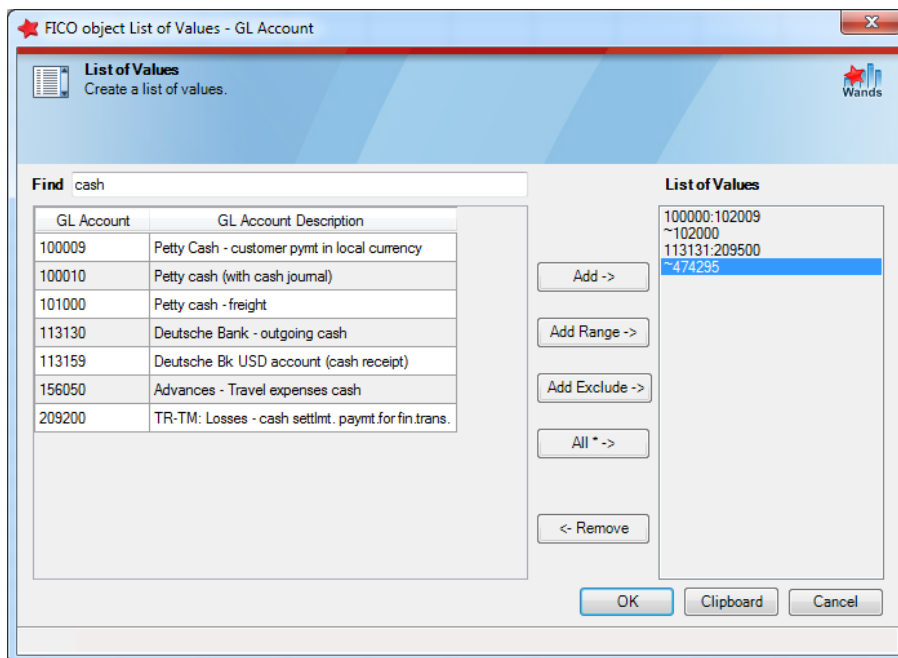 FICO object List of Values - GL Account
List of Values
Create a list of values.
Wands
Find cash
GL Account GL Account Description
100009 Petty Cash - customer pymt in local currency
100010 Petty cash (with cash journal)
101000 Petty cash - freight
113130 Deutsche Bank - outgoing cash
113159 Deutsche Bk USD account (cash receipt)
156050 Advances - Travel expenses cash
209200 TR-TM: Losses - cash settlmt. paymt.for fin.trans.
Add ->
Add Range ->
Add Exclude ->
All * ->
<- Remove
List of Values
100000:102009
~102000
113131:209500
~474295
OK Clipboard Cancel